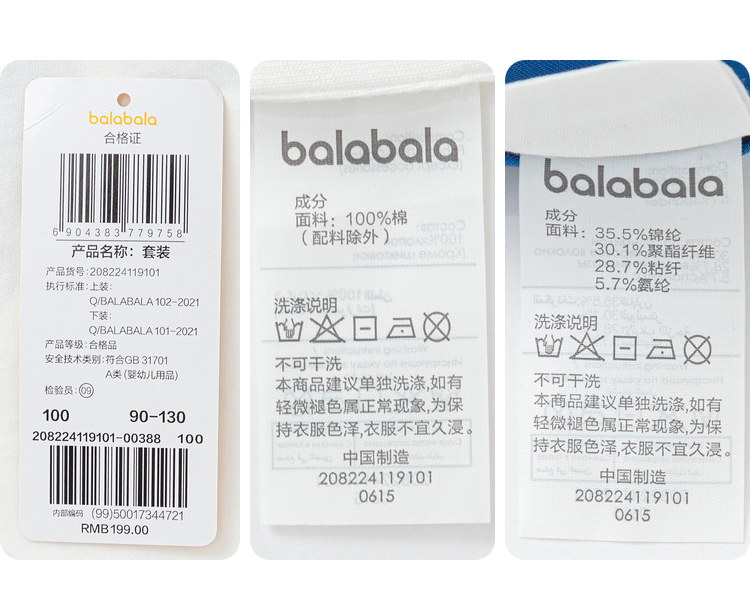 balabala
合格证
6 904383 779758
产品名称: 套装
产品货号: 208224119101
执行标准: 上装:
Q/BALABALA 102-2021
下装:
Q/BALABALA 101-2021
产品等级: 合格品
安全技术类别: 符合GB 31701
A类 (婴幼儿用品)
检验员: 09
100 90-130
208224119101-00388 100
内部编码 (99)50017344721
RMB199.00
balabala
成分
面料: 100%棉
(配料除外)
洗涤说明
不可干洗
本商品建议单独洗涤,如有
轻微褪色属正常现象,为保
持衣服色泽,衣服不宜久浸。
中国制造
208224119101
0615
balabala
成分
面料: 35.5%锦纶
30.1%聚酯纤维
28.7%粘纤
5.7%氨纶
洗涤说明
不可干洗
本商品建议单独洗涤,如有
轻微褪色属正常现象,为保
持衣服色泽,衣服不宜久浸。
中国制造
208224119101
0615